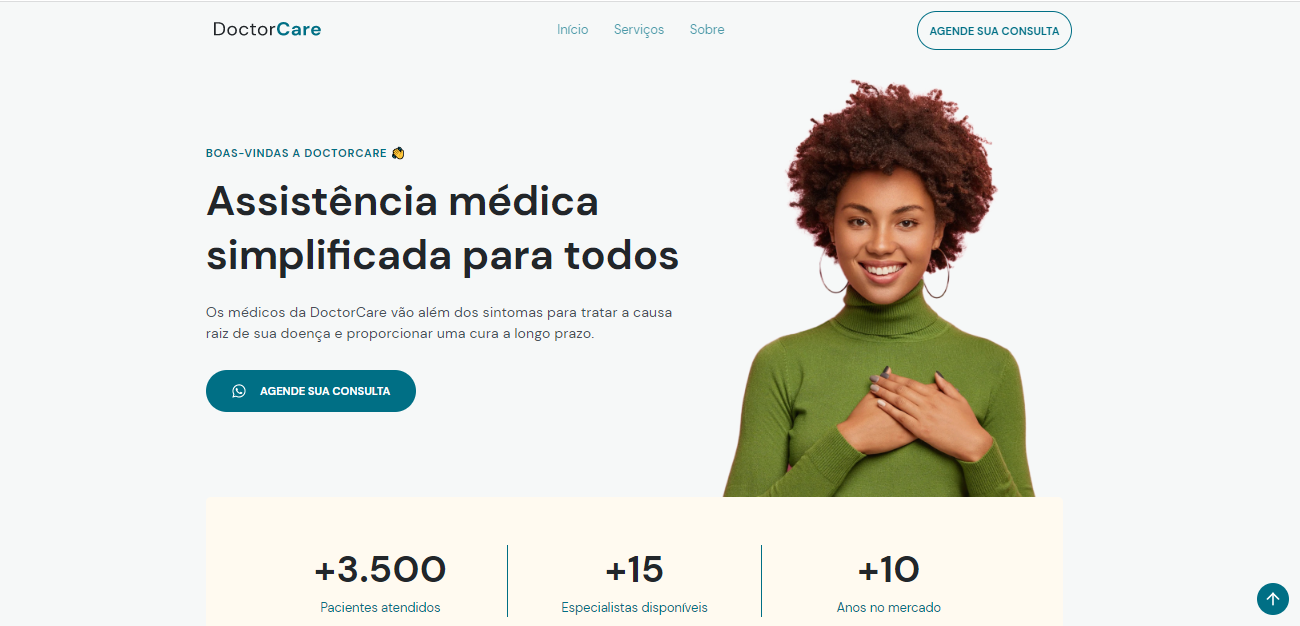 DoctorCare
Início Serviços Sobre
AGENDE SUA CONSULTA
BOAS-VINDAS A DOCTORCARE 👋
Assistência médica
simplificada para todos
Os médicos da DoctorCare vão além dos sintomas para tratar a causa
raiz de sua doença e proporcionar uma cura a longo prazo.
AGENDE SUA CONSULTA
+3.500
Pacientes atendidos
+15
Especialistas disponíveis
+10
Anos no mercado